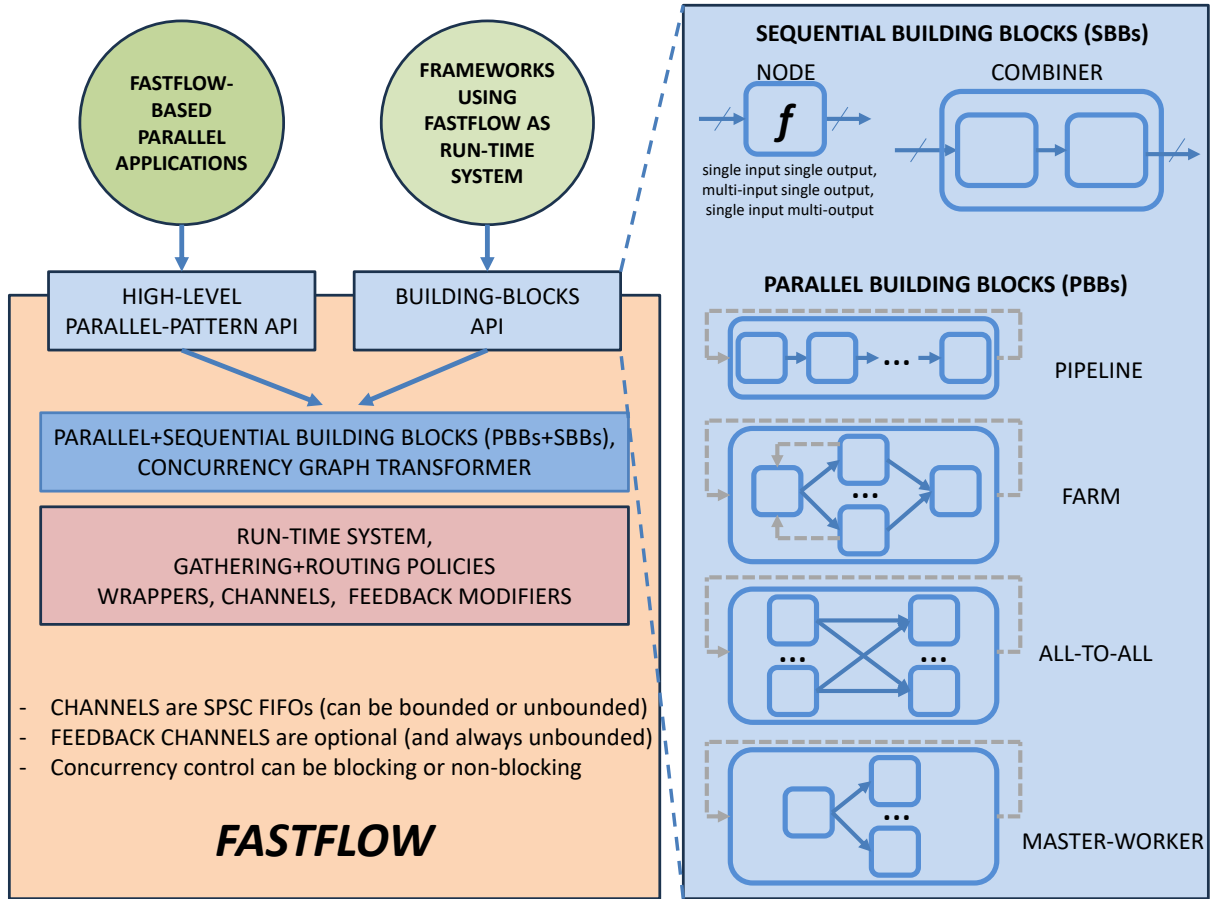 FASTFLOW-
BASED
PARALLEL
APPLICATIONS
FRAMEWORKS
USING
FASTFLOW AS
RUN-TIME
SYSTEM
HIGH-LEVEL
PARALLEL-PATTERN API
BUILDING-BLOCKS
API
PARALLEL+SEQUENTIAL BUILDING BLOCKS (PBBs+SBBs),
CONCURRENCY GRAPH TRANSFORMER
RUN-TIME SYSTEM,
GATHERING+ROUTING POLICIES
WRAPPERS, CHANNELS, FEEDBACK MODIFIERS
- CHANNELS are SPSC FIFOs (can be bounded or unbounded)
- FEEDBACK CHANNELS are optional (and always unbounded)
- Concurrency control can be blocking or non-blocking
FASTFLOW
SEQUENTIAL BUILDING BLOCKS (SBBs)
NODE
f
single input single output,
multi-input single output,
single input multi-output
COMBINER
PARALLEL BUILDING BLOCKS (PBBs)
...
PIPELINE
...
FARM
... ...
ALL-TO-ALL
...
MASTER-WORKER